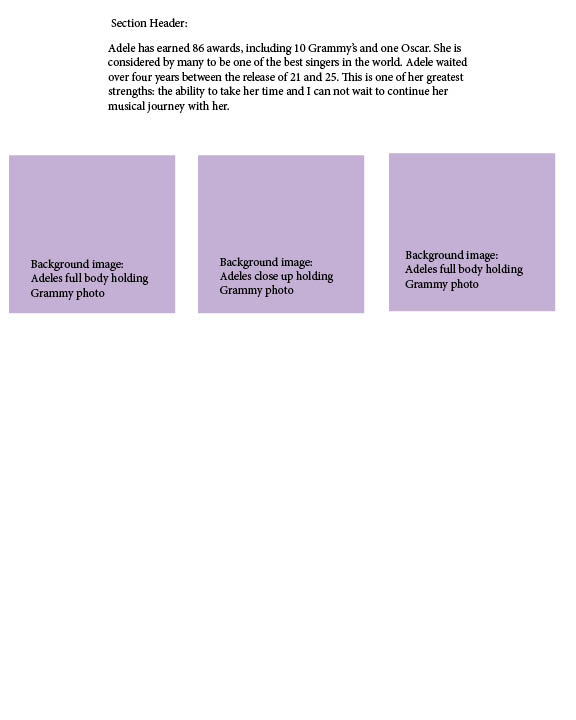 Section Header:
Adele has earned 86 awards, including 10 Grammy's and one Oscar. She is
considered by many to be one of the best singers in the world. Adele waited
over four years between the release of 21 and 25. This is one of her greatest
strengths: the ability to take her time and I can not wait to continue her
musical journey with her.
Background image:
Adeles full body holding
Grammy photo
Background image:
Adeles close up holding
Grammy photo
Background image:
Adeles full body holding
Grammy photo